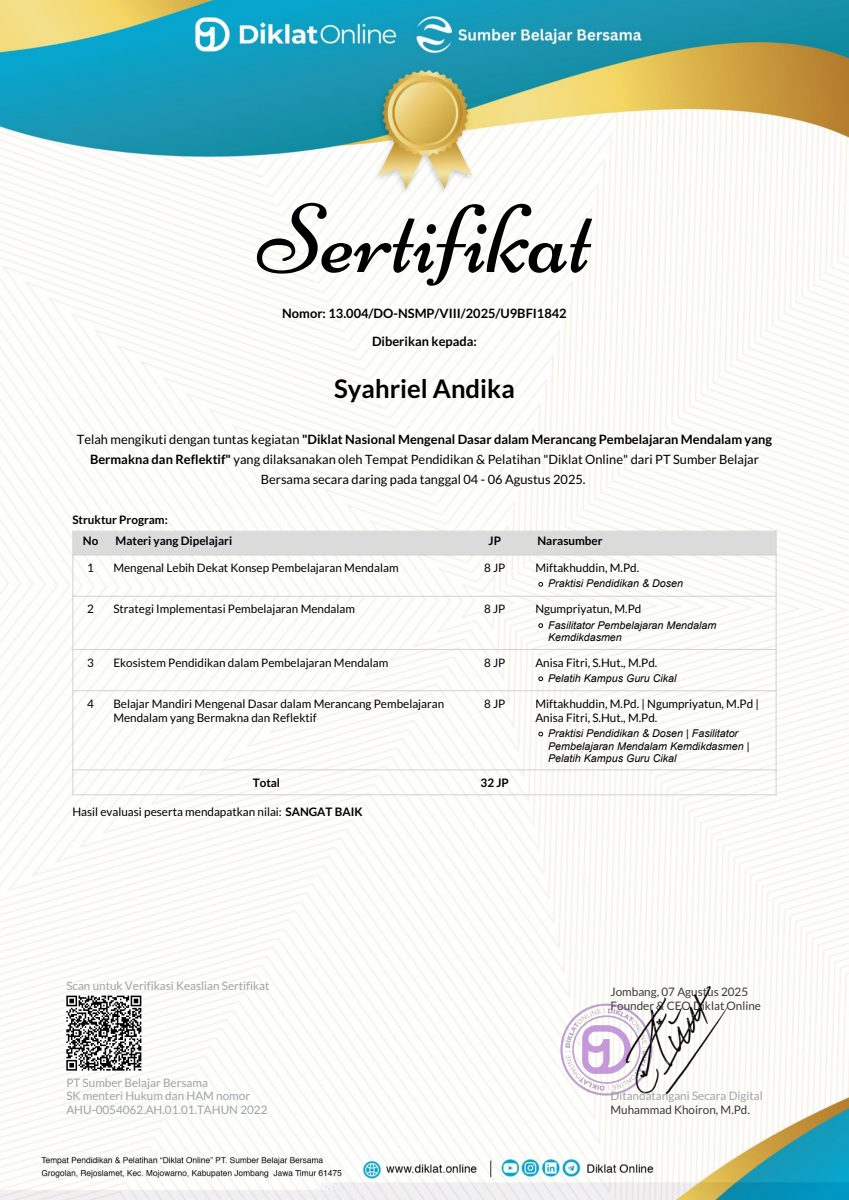 DiklatOnline Sumber Belajar Bersama
Sertifikat
Nomor: 13.004/DO-NSMP/VIII/2025/U9BFI1842
Diberikan kepada:
Syahriel Andika
Telah mengikuti dengan tuntas kegiatan "Diklat Nasional Mengenal Dasar dalam Merancang Pembelajaran Mendalam yang
Bermakna dan Reflektif" yang dilaksanakan oleh Tempat Pendidikan & Pelatihan "Diklat Online" dari PT Sumber Belajar
Bersama secara daring pada tanggal 04 - 06 Agustus 2025.
Struktur Program:
No Materi yang Dipelajari JP Narasumber
1 Mengenal Lebih Dekat Konsep Pembelajaran Mendalam 8 JP Miftakhuddin, M.Pd.
Praktisi Pendidikan & Dosen
2 Strategi Implementasi Pembelajaran Mendalam 8 JP Ngumpriyatun, M.Pd
Fasilitator Pembelajaran Mendalam
Kemdikdasmen
3 Ekosistem Pendidikan dalam Pembelajaran Mendalam 8 JP Anisa Fitri, S.Hut., M.Pd.
Pelatih Kampus Guru Cikal
4 Belajar Mandiri Mengenal Dasar dalam Merancang Pembelajaran 8 JP Miftakhuddin, M.Pd. | Ngumpriyatun, M.Pd |
Mendalam yang Bermakna dan Reflektif Anisa Fitri, S.Hut., M.Pd.
Praktisi Pendidikan & Dosen | Fasilitator
Pembelajaran Mendalam Kemdikdasmen |
Pelatih Kampus Guru Cikal
Total 32 JP
Hasil evaluasi peserta mendapatkan nilai: SANGAT BAIK
Scan untuk Verifikasi Keaslian Sertifikat
PT Sumber Belajar Bersama
SK menteri Hukum dan HAM nomor
AHU-0054062.AH.01.01.TAHUN 2022
Jombang, 07 Agustus 2025
Founder & CEO Diklat Online
DIKLATONLINE | DIKLATONLINE | DIKLATONLINE | DIKLATONLINE
Ditandatangani Secara Digital
Muhammad Khoiron, M.Pd.
Tempat Pendidikan & Pelatihan "Diklat Online" PT. Sumber Belajar Bersama
Grogolan, Rejoslamet, Kec. Mojowarno, Kabupaten Jombang Jawa Timur 61475
www.diklat.online | Diklat Online